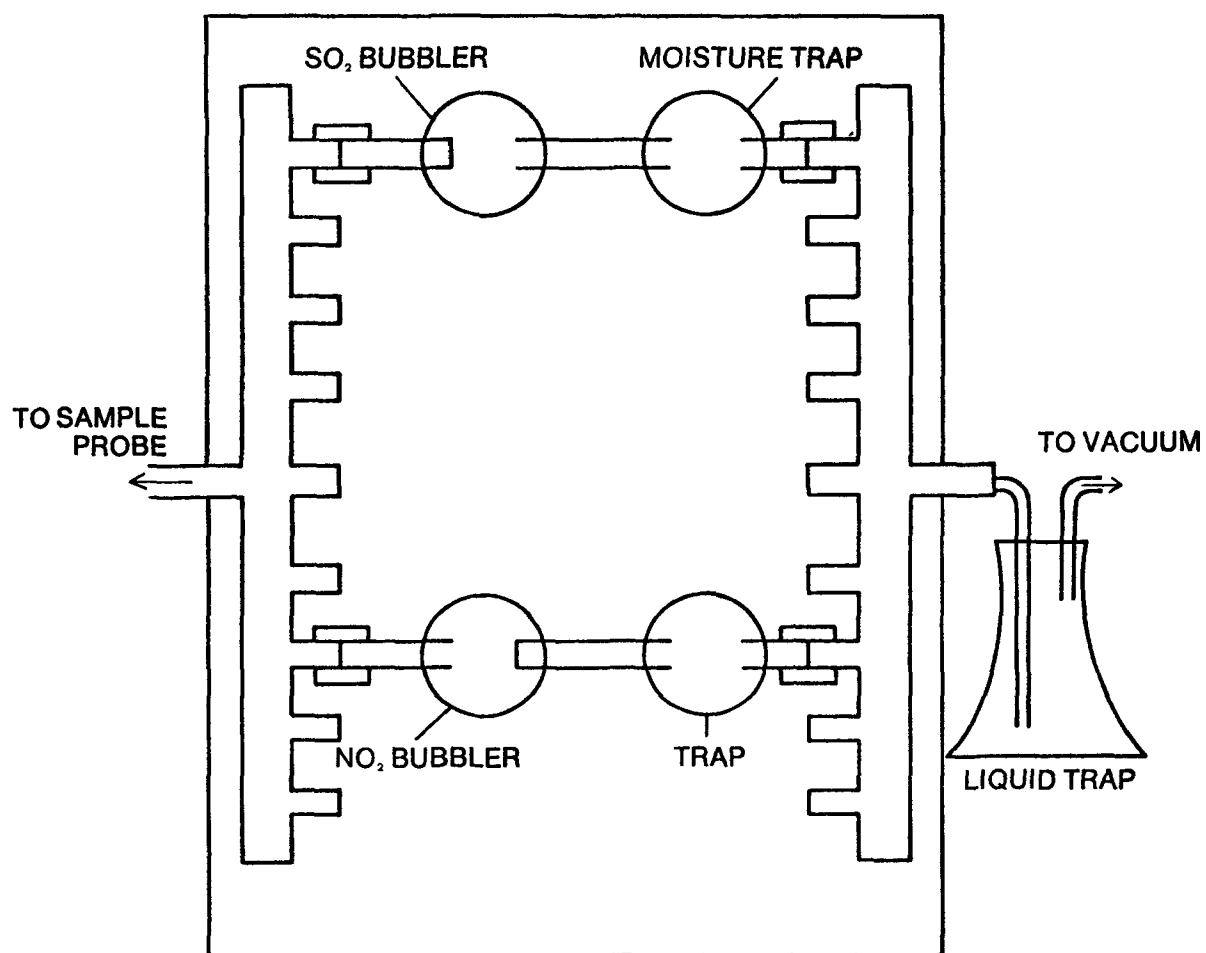 SO₂ BUBBLER
MOISTURE TRAP
TO SAMPLE
PROBE
TO VACUUM
NO₂ BUBBLER
TRAP
LIQUID TRAP